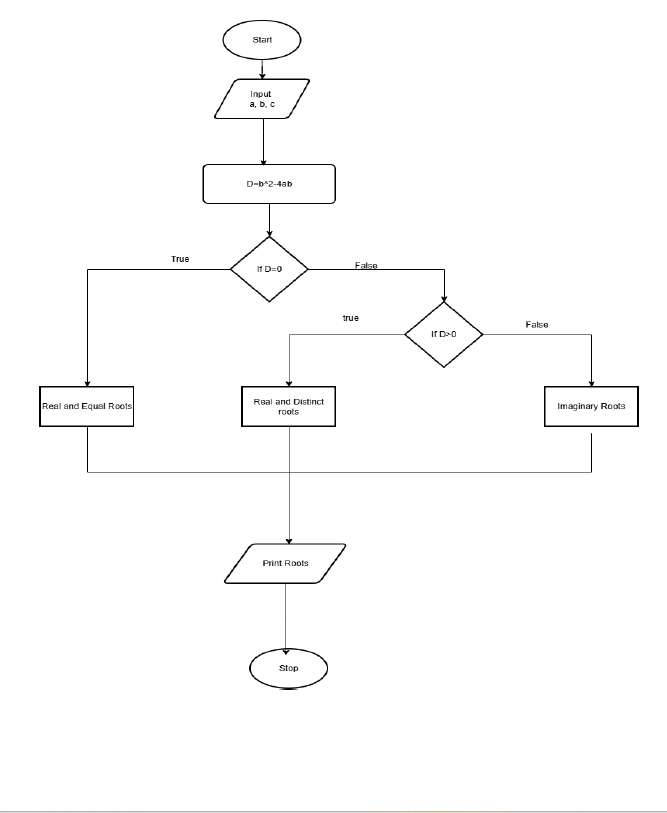 Start
Input
a, b, c
D=b^2-4ab
True
If D=0
False
true
If D>0
False
Real and Equal Roots
Real and Distinct
roots
Imaginary Roots
Print Roots
Stop